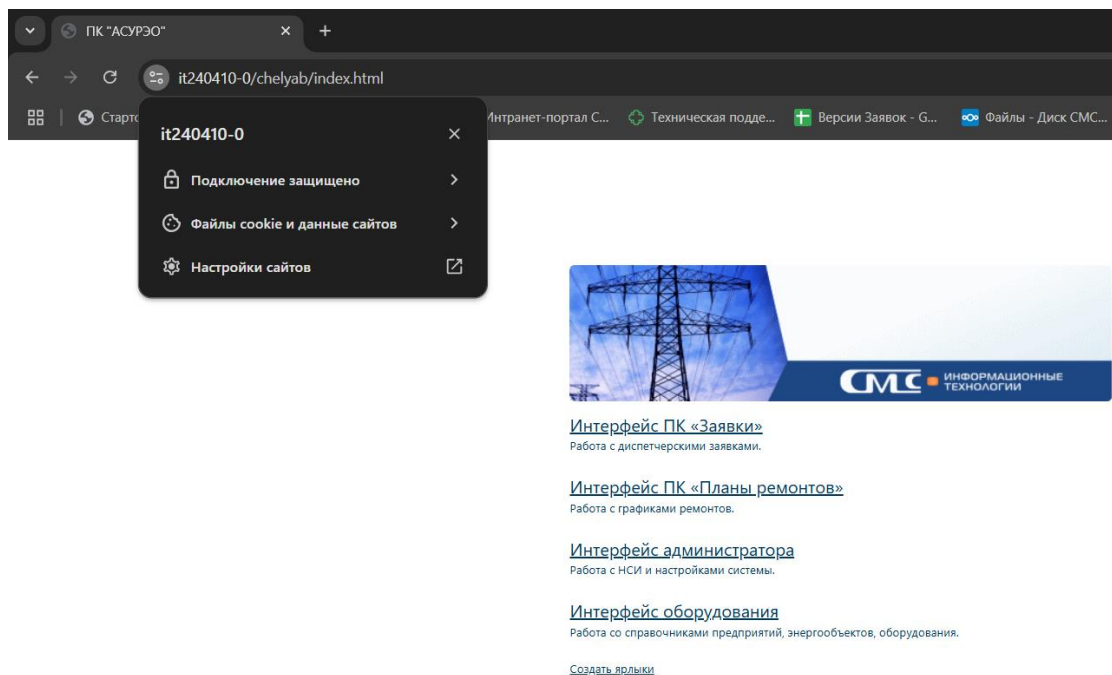 ПК "АСУРЭО"
it240410-0/chelyab/index.html
Старто
Интранет-портал С...
Техническая подде...
Версии Заявок - G...
Файлы - Диск СМС...
it240410-0
Подключение защищено
Файлы cookie и данные сайтов
Настройки сайтов
СМС ИНФОРМАЦИОННЫЕ
ТЕХНОЛОГИИ
Интерфейс ПК «Заявки»
Работа с диспетчерскими заявками.
Интерфейс ПК «Планы ремонтов»
Работа с графиками ремонтов.
Интерфейс администратора
Работа с НСИ и настройками системы.
Интерфейс оборудования
Работа со справочниками предприятий, энергообъектов, оборудования.
Создать ярлыки